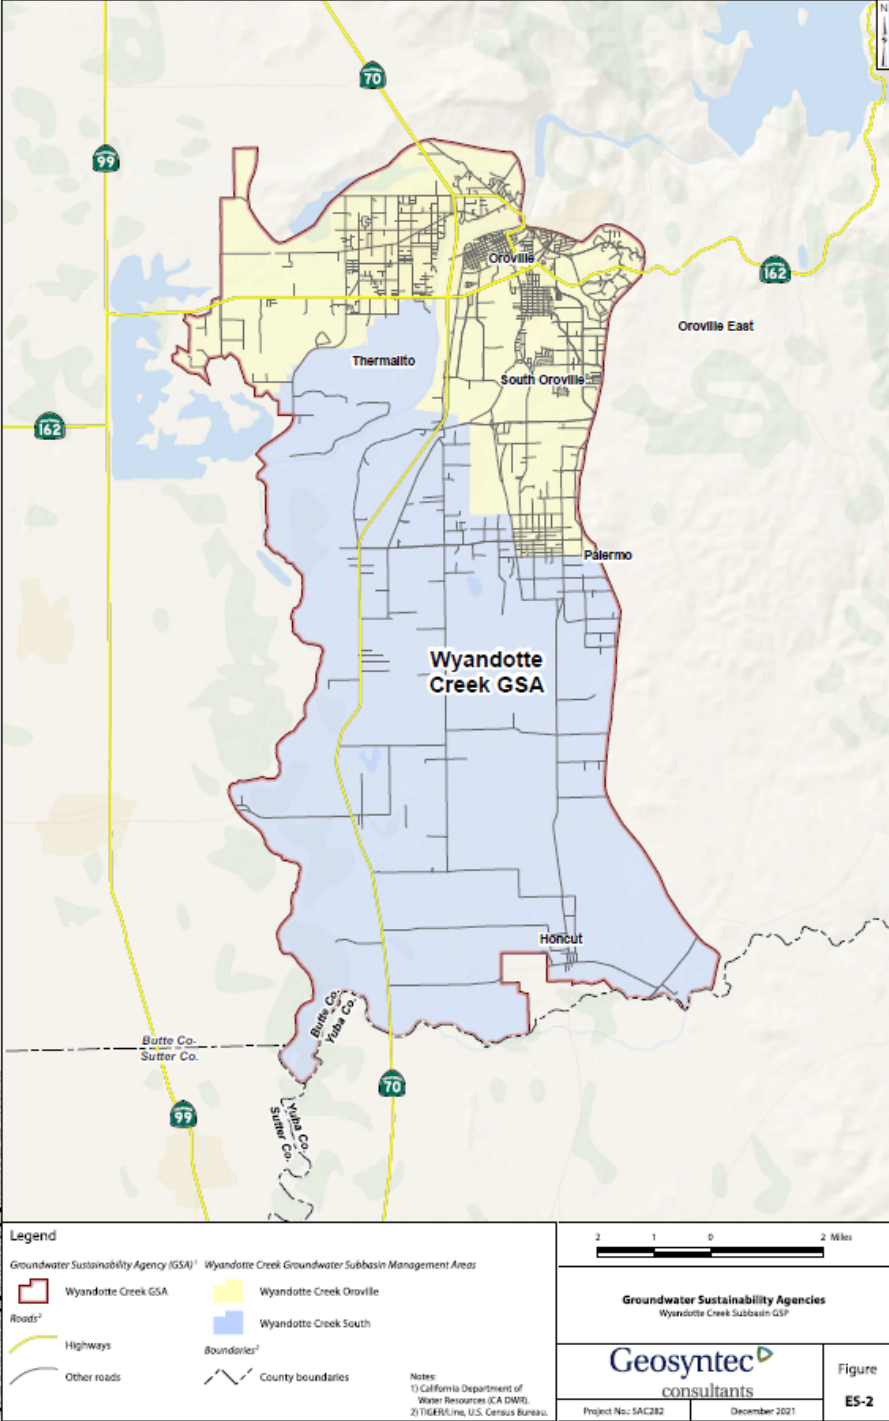 N
70
99
Oroville
162
Oroville East
Thermalito
South Oroville
162
Palermo
Wyandotte
Creek GSA
Honcut
Butte Co.
Yuba Co.
Butte Co.
Sutter Co.
70
99
Yuba Co.
Sutter Co.
Legend
Groundwater Sustainability Agency (GSA)¹
Wyandotte Creek GSA
Roads²
Highways
Other roads
Wyandotte Creek Groundwater Subbasin Management Areas
Wyandotte Creek Oroville
Wyandotte Creek South
Boundaries²
County boundaries
Notes:
1) California Department of
Water Resources (CA DWR).
2) TIGER/Line, U.S. Census Bureau.
2 1 0 2 Miles
Groundwater Sustainability Agencies
Wyandotte Creek Subbasin GSP
Geosyntec
consultants
Project No.: SAC282
December 2021
Figure
ES-2